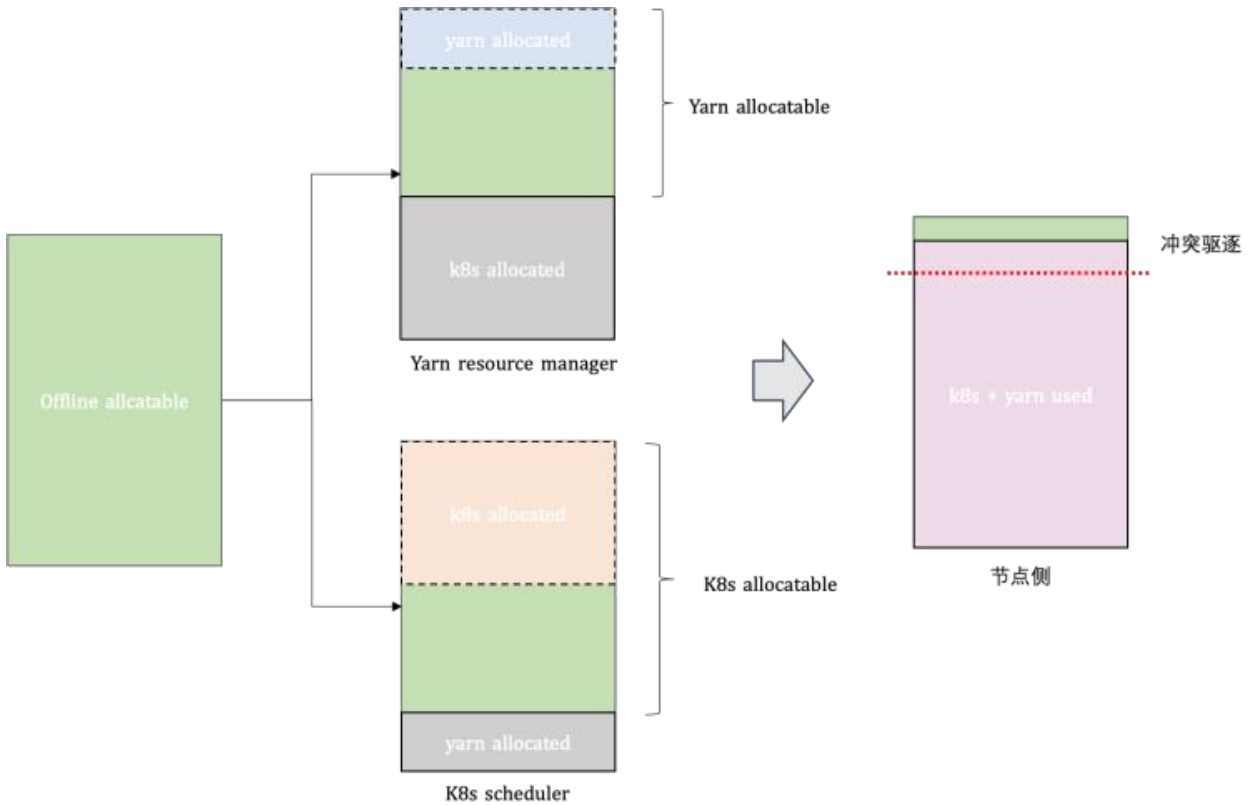 yarn allocated
Yarn allocatable
k8s allocated
Yarn resource manager
Offline allcatable
k8s allocated
K8s allocatable
yarn allocated
K8s scheduler
冲突驱逐
k8s + yarn used
节点侧